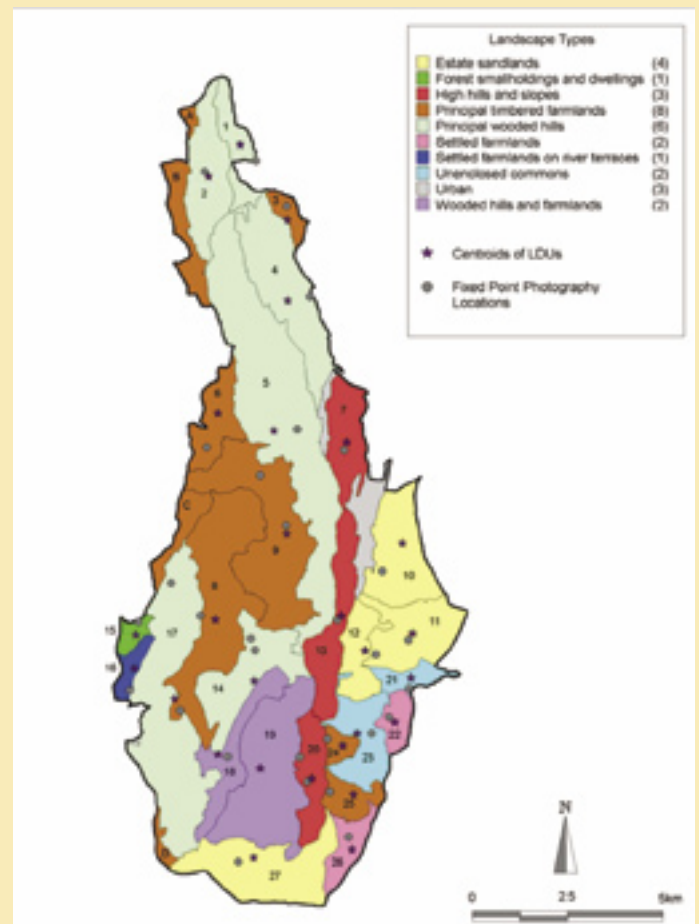 Landscape Types
Estate sandlands (4)
Forest smallholdings and dwellings (1)
High hills and slopes (3)
Principal timbered farmlands (8)
Principal wooded hills (6)
Settled farmlands (2)
Settled farmlands on river terraces (1)
Unenclosed commons (2)
Urban (3)
Wooded hills and farmlands (2)
Centroids of LDUs
Fixed Point Photography
Locations
1
2
3
4
5
6
7
C
9
8
10
11
12
15
17
13
16
14
21
22
19
23
24
18
20
25
26
27
N
0 25 5km